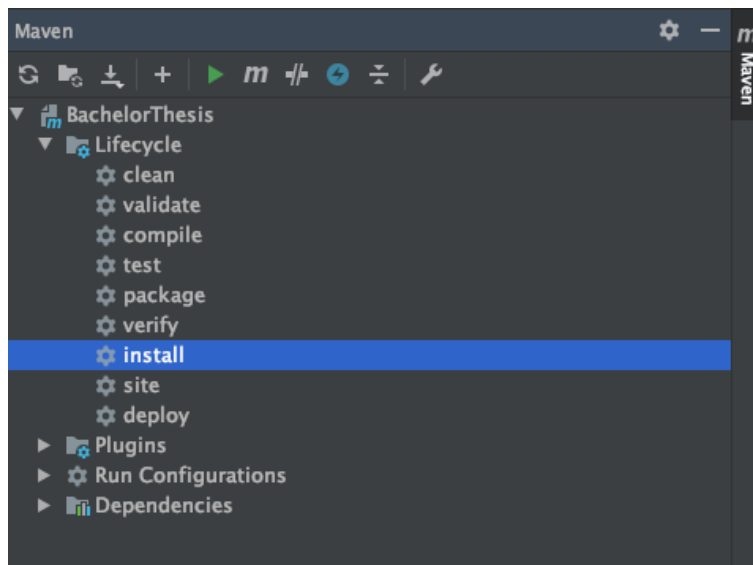 Maven
m
Maven
m
BachelorThesis
Lifecycle
clean
validate
compile
test
package
verify
install
site
deploy
Plugins
Run Configurations
Dependencies